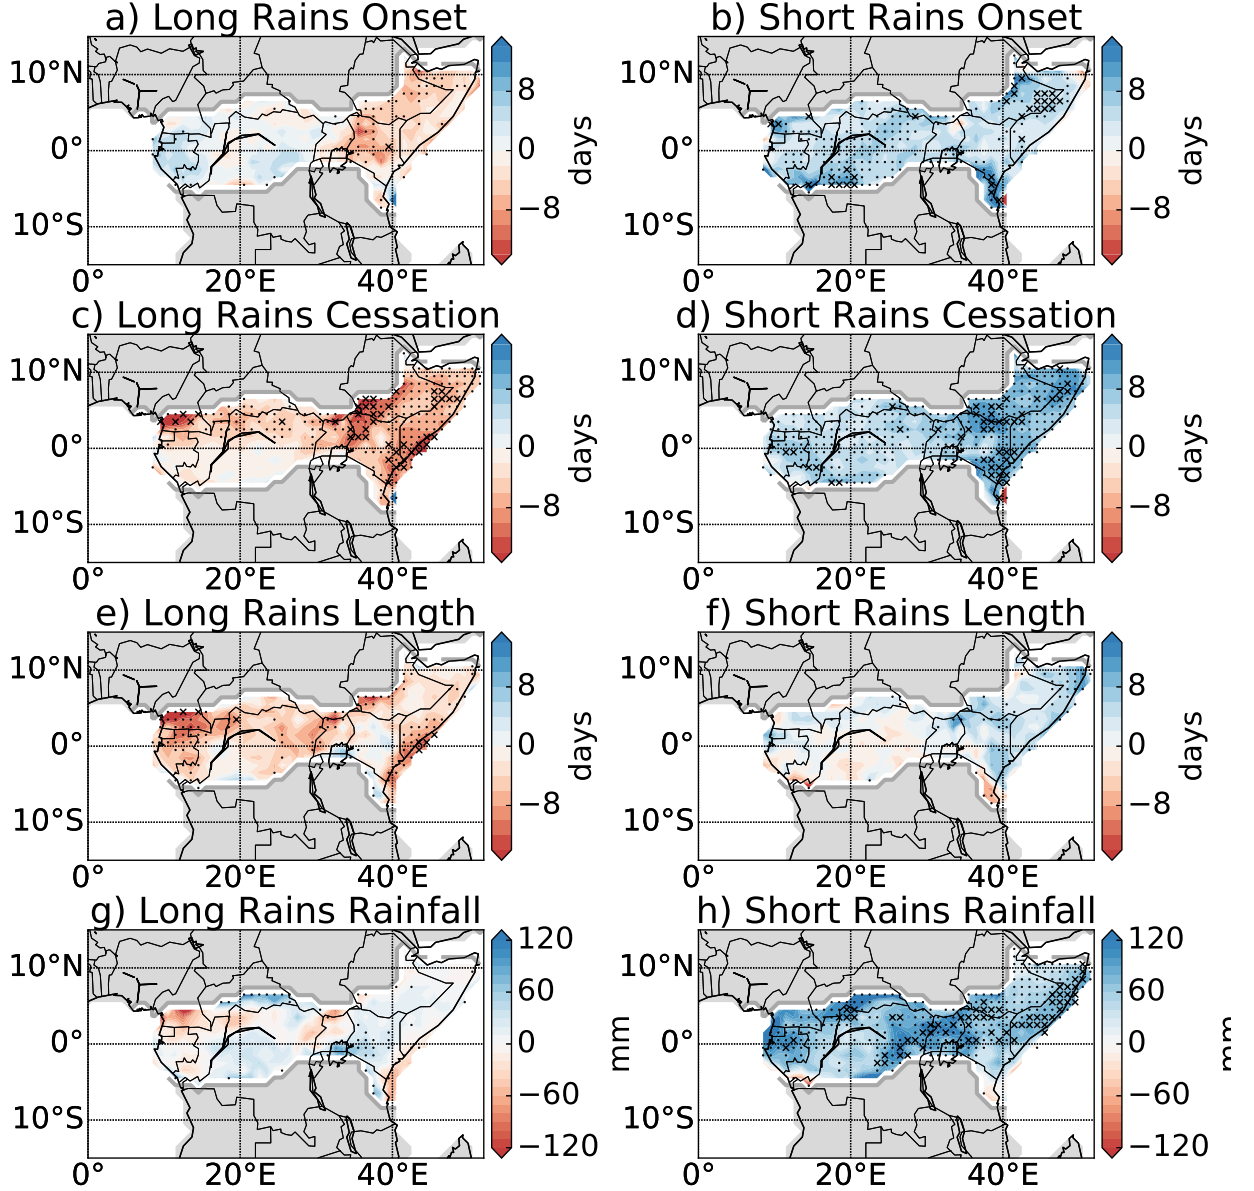 a) Long Rains Onset
b) Short Rains Onset
10°N
0°
10°S
0°
20°E
40°E
8
0
−8
days
10°N
0°
10°S
0°
20°E
40°E
8
0
−8
days
c) Long Rains Cessation
d) Short Rains Cessation
10°N
0°
10°S
0°
20°E
40°E
8
0
−8
days
10°N
0°
10°S
0°
20°E
40°E
8
0
−8
days
e) Long Rains Length
f) Short Rains Length
10°N
0°
10°S
0°
20°E
40°E
8
0
−8
days
10°N
0°
10°S
0°
20°E
40°E
8
0
−8
days
g) Long Rains Rainfall
h) Short Rains Rainfall
10°N
0°
10°S
0°
20°E
40°E
120
60
0
−60
−120
mm
10°N
0°
10°S
0°
20°E
40°E
120
60
0
−60
−120
mm